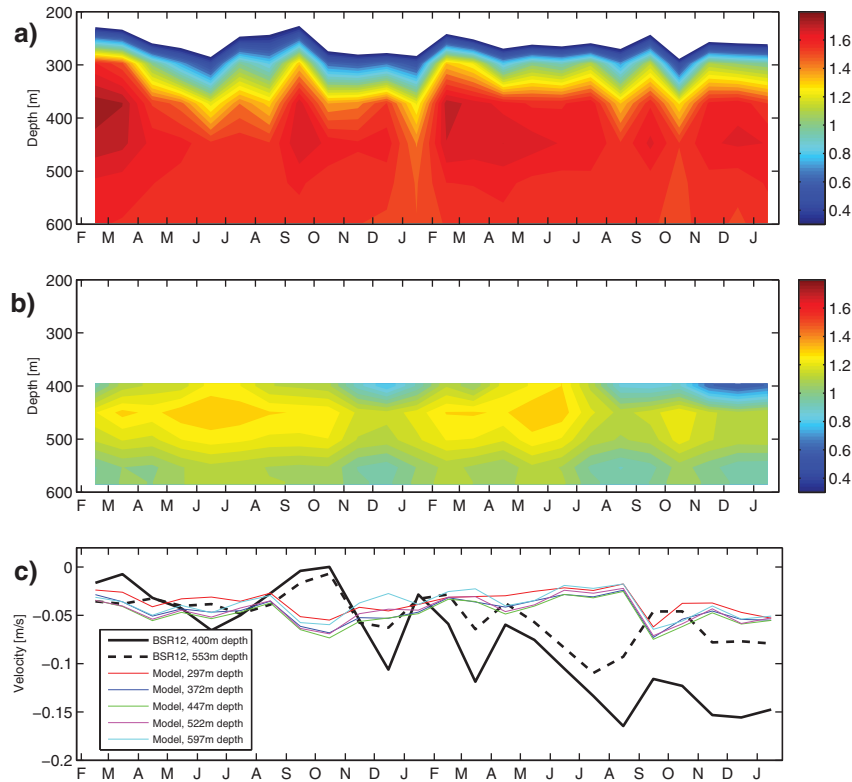 a)
200
300
400
500
600
Depth [m]
F M A M J J A S O N D J F M A M J J A S O N D J
1.6
1.4
1.2
1
0.8
0.6
0.4
b)
200
300
400
500
600
Depth [m]
F M A M J J A S O N D J F M A M J J A S O N D J
1.6
1.4
1.2
1
0.8
0.6
0.4
c)
0
−0.05
−0.1
−0.15
−0.2
Velocity [m/s]
BSR12, 400m depth
BSR12, 553m depth
Model, 297m depth
Model, 372m depth
Model, 447m depth
Model, 522m depth
Model, 597m depth
F M A M J J A S O N D J F M A M J J A S O N D J